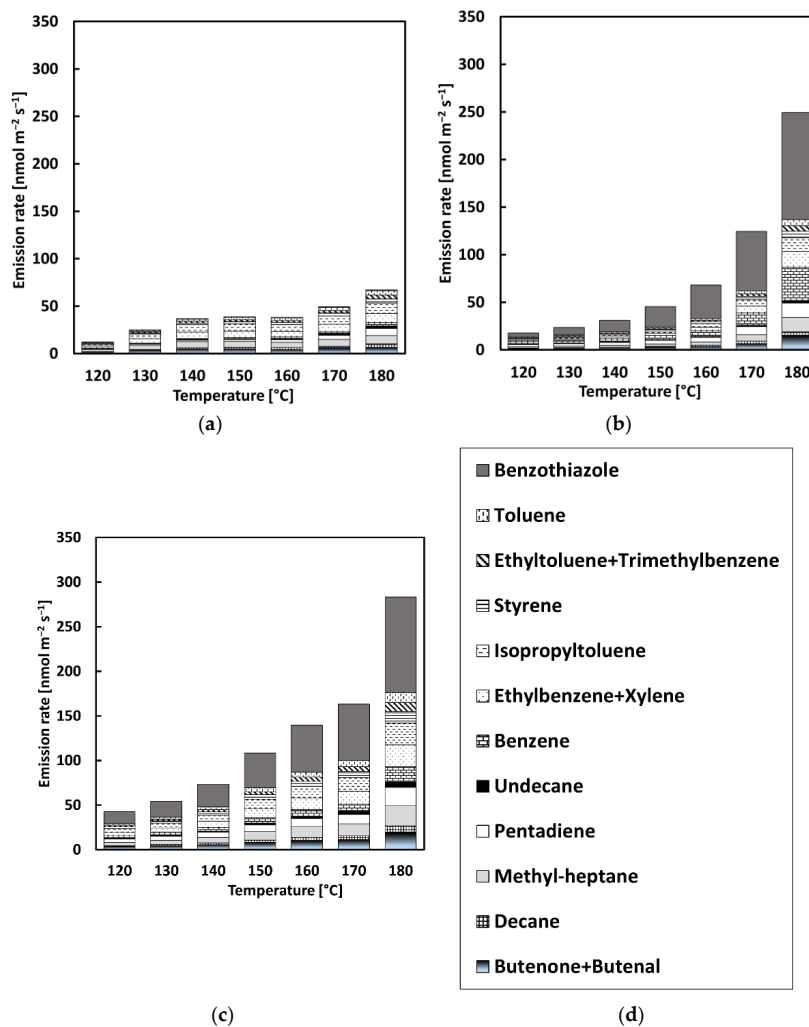 350
300
250
200
150
100
50
0
Emission rate [nmol m⁻² s⁻¹]
120 130 140 150 160 170 180
Temperature [°C]
(a)
350
300
250
200
150
100
50
0
Emission rate [nmol m⁻² s⁻¹]
120 130 140 150 160 170 180
Temperature [°C]
(b)
350
300
250
200
150
100
50
0
Emission rate [nmol m⁻² s⁻¹]
120 130 140 150 160 170 180
Temperature [°C]
(c)
Benzothiazole
Toluene
Ethyltoluene+Trimethylbenzene
Styrene
Isopropyltoluene
Ethylbenzene+Xylene
Benzene
Undecane
Pentadiene
Methyl-heptane
Decane
Butenone+Butenal
(d)